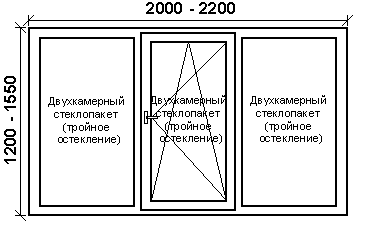 2000 - 2200
1200 - 1550
Двухкамерный
стеклопакет
(тройное
остекление)
Двухкамерный
стеклопакет
(тройное
остекление)
Двухкамерный
стеклопакет
(тройное
остекление)